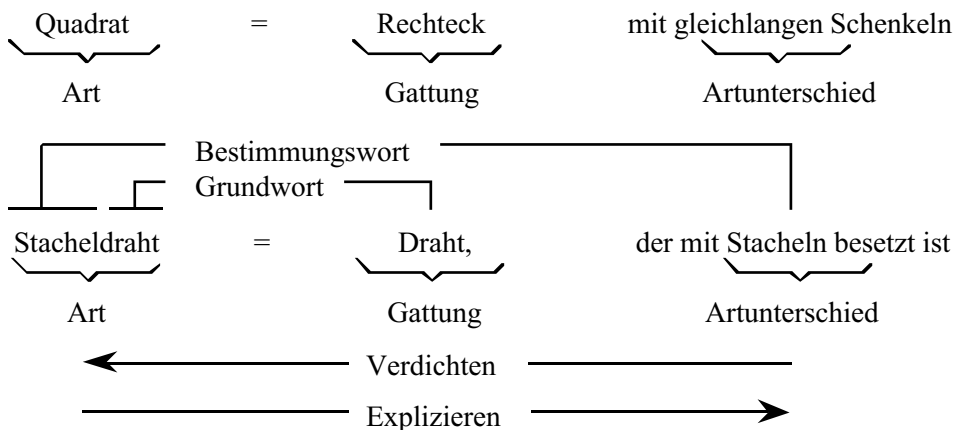 Quadrat = Rechteck mit gleichlangen Schenkeln
Art Gattung Artunterschied
Bestimmungswort
Grundwort
Stacheldraht = Draht, der mit Stacheln besetzt ist
Art Gattung Artunterschied
Verdichten
Explizieren